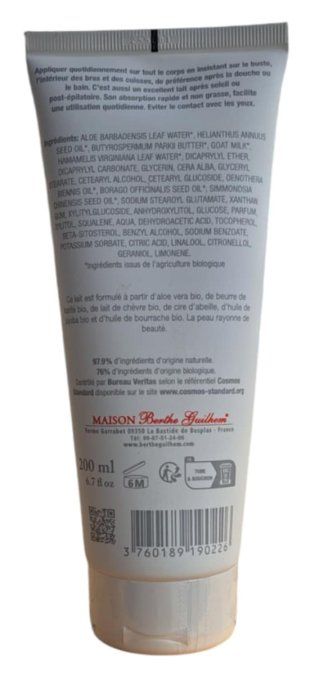 Appliquer quotidiennement sur tout le corps en insistant sur le buste,
l'intérieur des bras et des cuisses, de préférence après la douche ou
le bain. C'est aussi un excellent lait après soleil ou
post-épilatoire. Son absorption rapide et non grasse, facilite
une utilisation quotidienne. Eviter le contact avec les yeux.
Ingrédients: ALOE BARBADENSIS LEAF WATER*, HELIANTHUS ANNUUS
SEED OIL*, BUTYROSPERMUM PARKII BUTTER*, GOAT MILK*,
HAMAMELIS VIRGINIANA LEAF WATER*, DICAPRYLYL ETHER,
DICAPRYLYL CARBONATE, GLYCERIN, CERA ALBA, GLYCERYL
STEARATE, CETEARYL ALCOHOL, CETEARYL GLUCOSIDE, OENOTHERA
BIENNIS OIL*, BORAGO OFFICINALIS SEED OIL*, SIMMONDSIA
CHINENSIS SEED OIL*, SODIUM STEAROYL GLUTAMATE, XANTHAN
GUM, XYLITYLGLUCOSIDE, ANHYDROXYLITOL, GLUCOSE, PARFUM,
XYLITOL, SQUALENE, AQUA, DEHYDROACETIC ACID, TOCOPHEROL,
BETA-SITOSTEROL, BENZYL ALCOHOL, SODIUM BENZOATE,
POTASSIUM SORBATE, CITRIC ACID, LINALOOL, CITRONELLOL,
GERANIOL, LIMONENE.
*Ingrédients issus de l'agriculture biologique
Ce lait est formulé à partir d'aloe vera bio, de beurre de
karité bio, de lait de chèvre bio, de cire d'abeille, d'huile de
jojoba bio et d'huile de bourrache bio. La peau rayonne de
beauté.
97.9% d'ingrédients d'origine naturelle.
76% d'ingrédients d'origine biologique.
Contrôlé par Bureau Veritas selon le référentiel Cosmos
Standard disponible sur le site www.cosmos-standard.org
MAISON Berthe Guilhem®
Ferme Garrabet 09350 La Bastide de Besplas - France
Tél: 09-67-51-24-06
www.bertheguilhem.com
200 ml
6.7 fl oz
6M
FR
TUBE
& BOUCHON
3 760189 190226